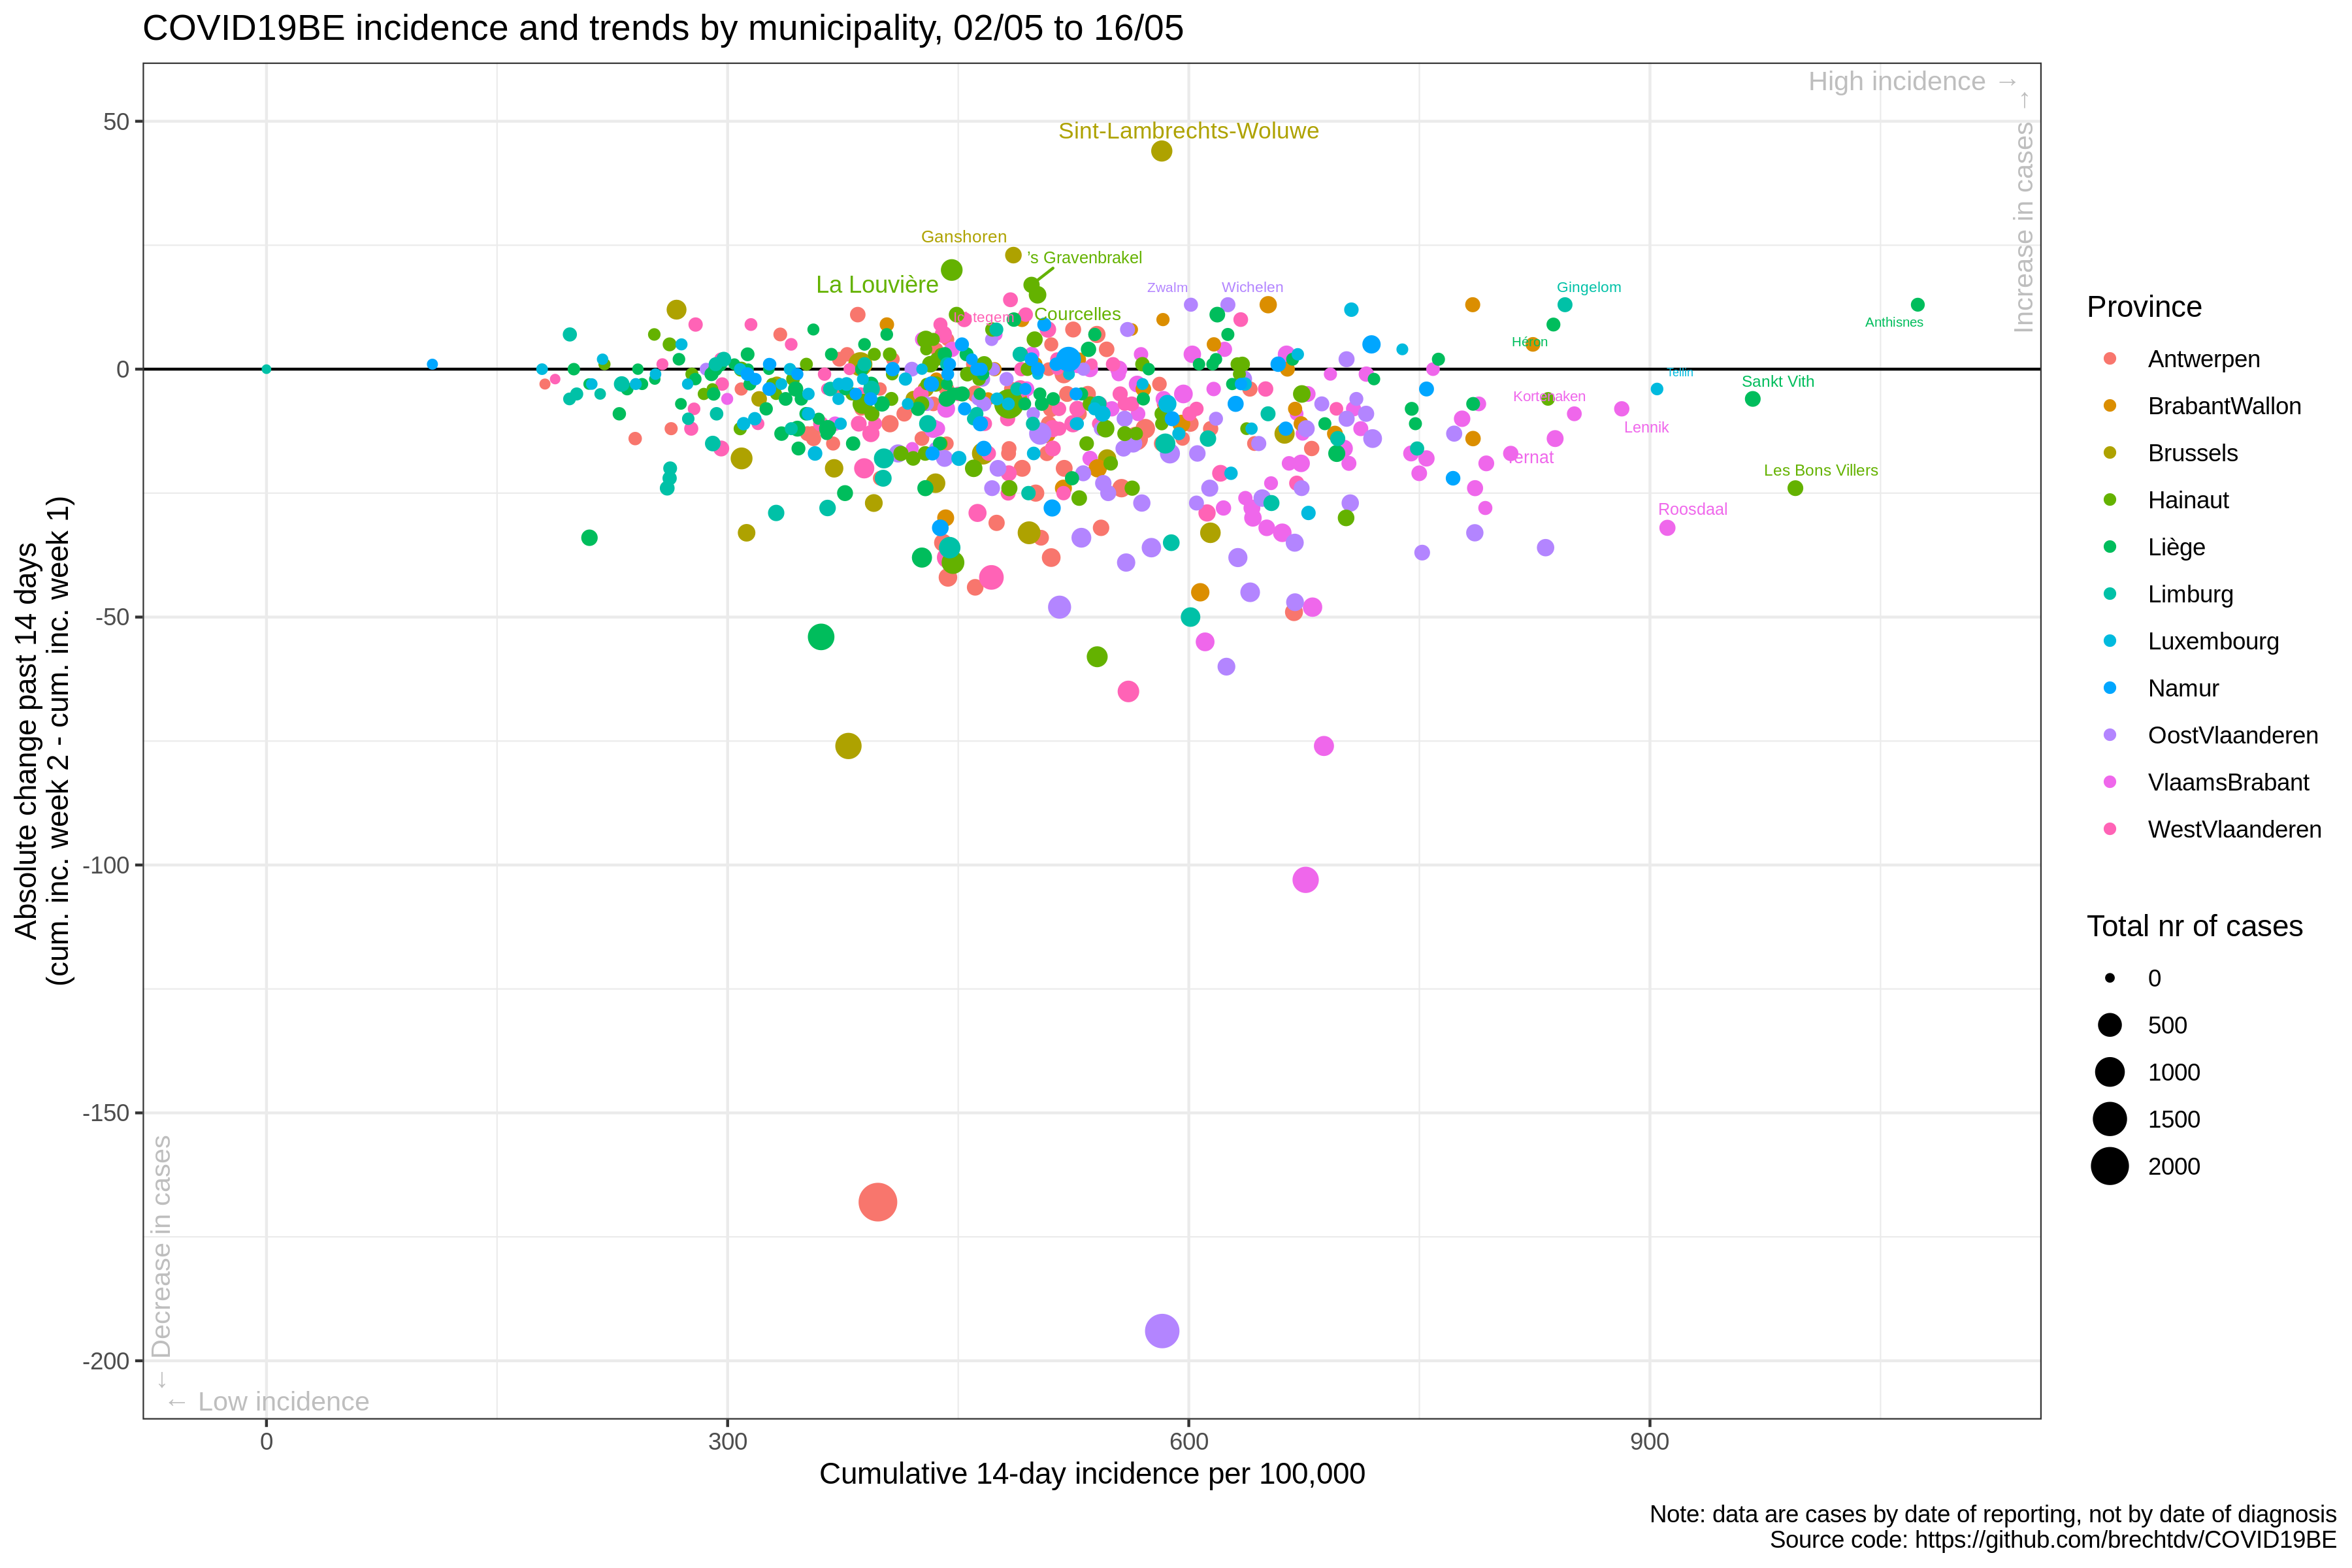 COVID19BE incidence and trends by municipality, 02/05 to 16/05
High incidence →
Increase in cases →
50
0
-50
-100
-150
-200
Absolute change past 14 days
(cum. inc. week 2 - cum. inc. week 1)
Sint-Lambrechts-Woluwe
Ganshoren
's Gravenbrakel
La Louvière
Zwalm
Wichelen
Gingelom
Courcelles
Anthisnes
Héron
Tellin
Sankt Vith
Kortenaken
Lennik
Ternat
Les Bons Villers
Roosdaal
← Decrease in cases
← Low incidence
0
300
600
900
Cumulative 14-day incidence per 100,000
Province
Antwerpen
BrabantWallon
Brussels
Hainaut
Liège
Limburg
Luxembourg
Namur
OostVlaanderen
VlaamsBrabant
WestVlaanderen
Total nr of cases
0
500
1000
1500
2000
Note: data are cases by date of reporting, not by date of diagnosis
Source code: https://github.com/brechtdv/COVID19BE